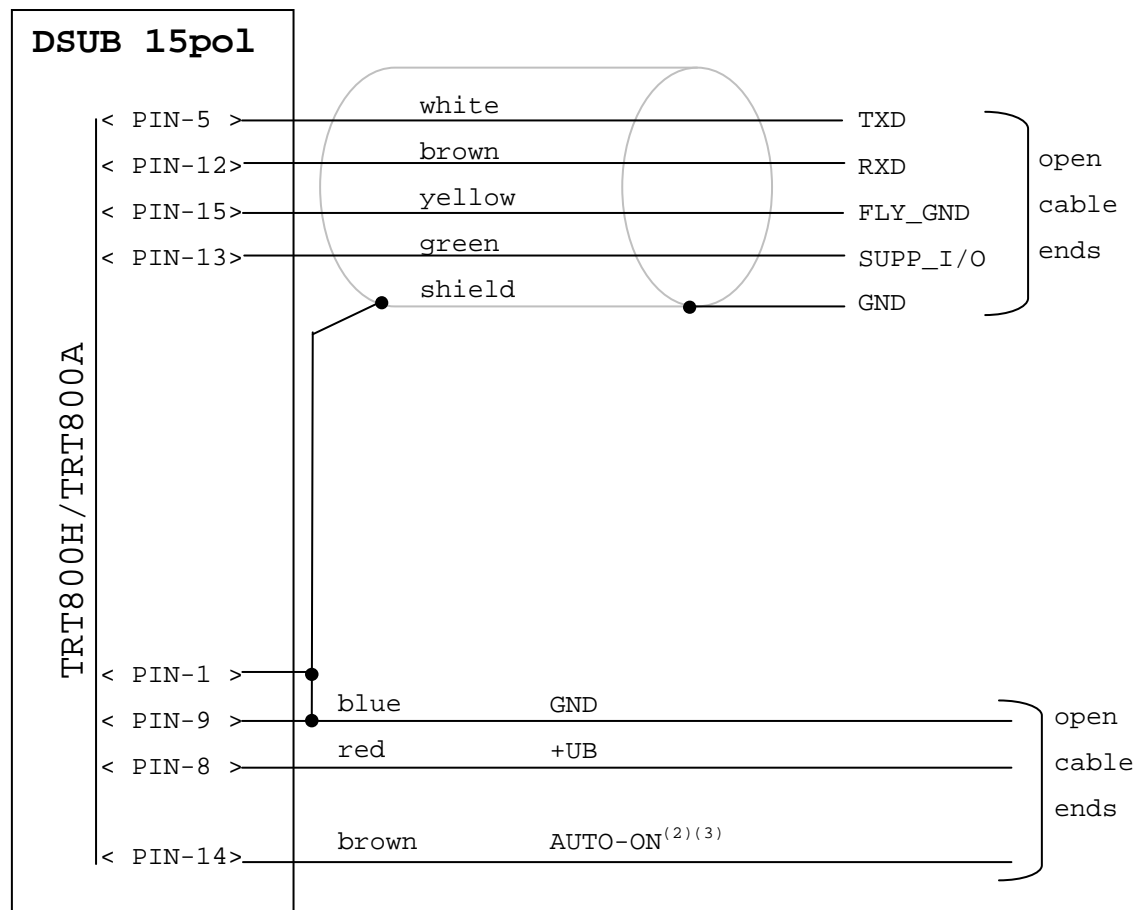 DSUB 15pol
< PIN-5 > white TXD
< PIN-12> brown RXD
< PIN-15> yellow FLY_GND
< PIN-13> green SUPP_I/O
shield GND
open
cable
ends
TRT800H/TRT800A
< PIN-1 >
< PIN-9 > blue GND
< PIN-8 > red +UB
< PIN-14> brown AUTO-ON(2)(3)
open
cable
ends